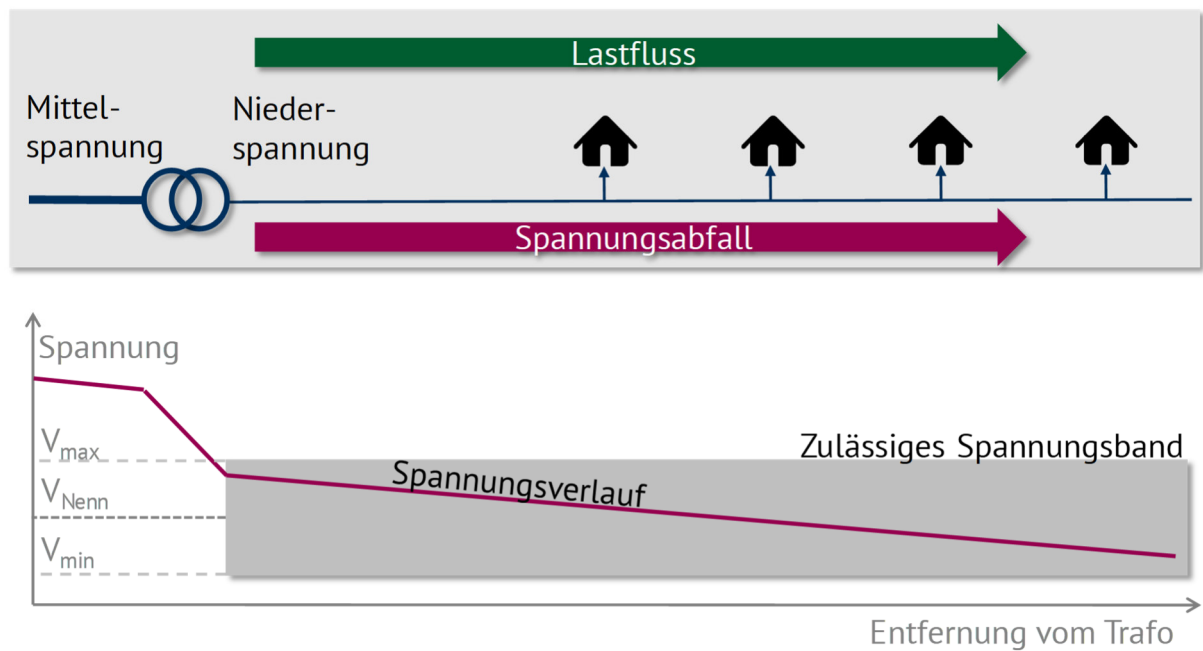 Lastfluss
Mittel-
spannung
Nieder-
spannung
Spannungsabfall
Spannung
Vmax
Zulässiges Spannungsband
VNenn
Spannungsverlauf
Vmin
Entfernung vom Trafo